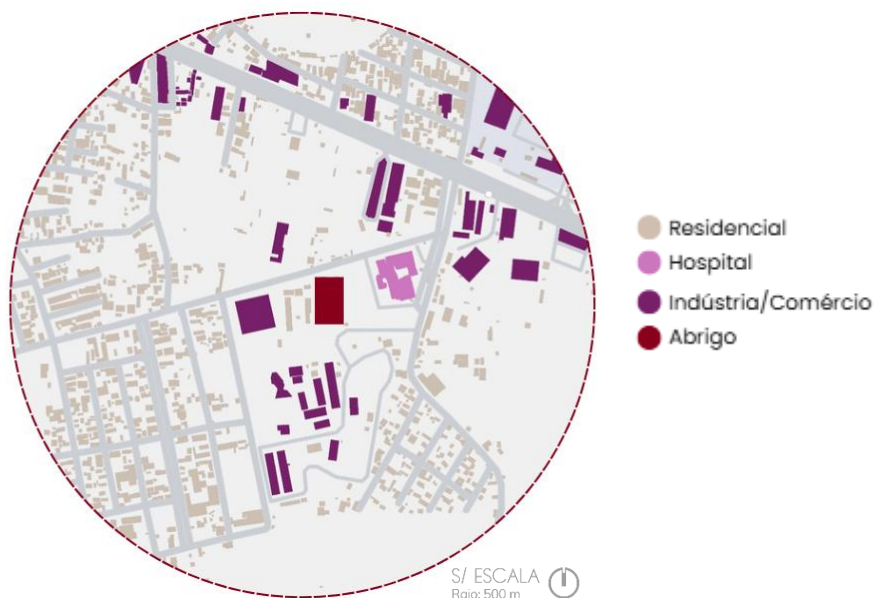 Residencial
Hospital
Indústria/Comércio
Abrigo
S/ ESCALA
Raio: 500 m